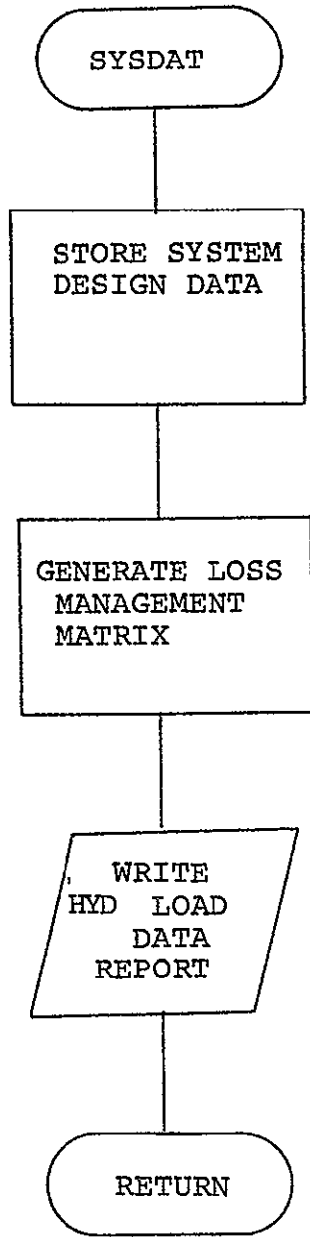 SYSDAT
STORE SYSTEM
DESIGN DATA
GENERATE LOSS
MANAGEMENT
MATRIX
WRITE
HYD LOAD
DATA
REPORT
RETURN